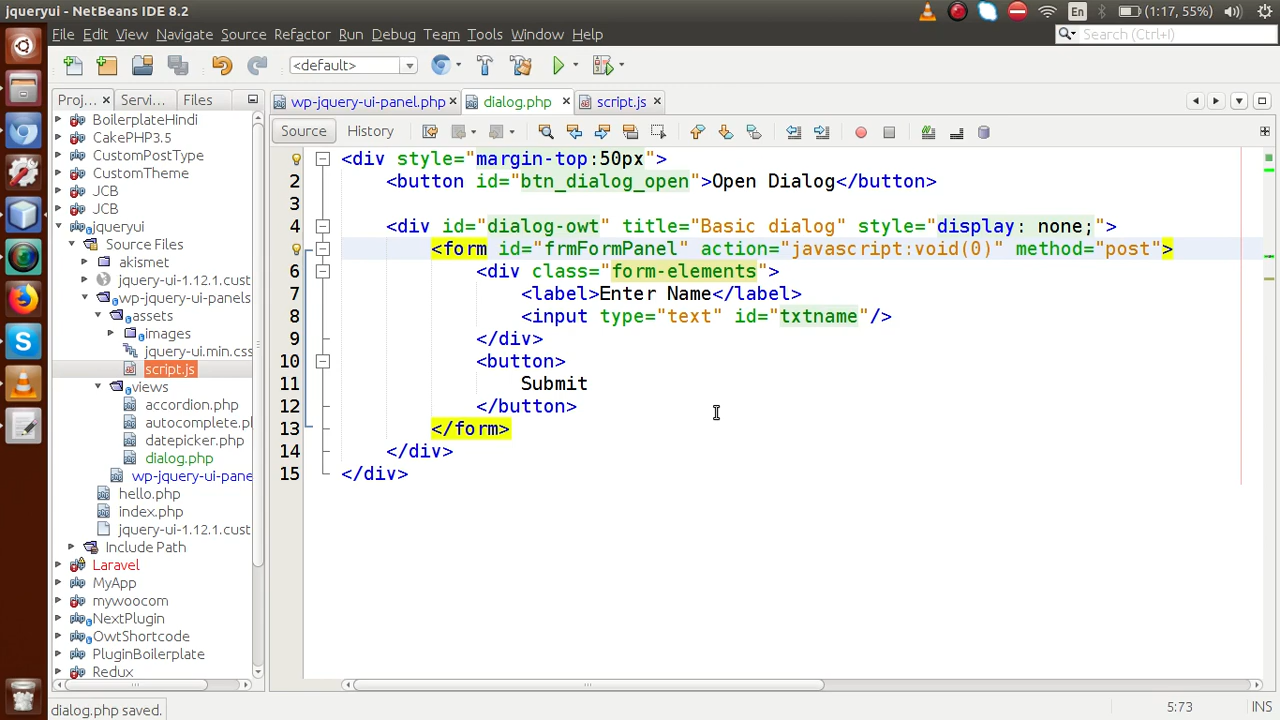 jqueryui - NetBeans IDE 8.2
En
(1:17, 55%)
File Edit View Navigate Source Refactor Run Debug Team Tools Window Help
Search (Ctrl+I)
<default>
Proj... Servi... Files
wp-jquery-ui-panel.php dialog.php script.js
Source History
BoilerplateHindi
CakePHP3.5
CustomPostType
CustomTheme
JCB
JCB
jqueryui
Source Files
akismet
jquery-ui-1.12.1.cust
wp-jquery-ui-panels
assets
images
jquery-ui.min.css
script.js
views
accordion.php
autocomplete.p
datepicker.php
dialog.php
wp-jquery-ui-pane
hello.php
index.php
jquery-ui-1.12.1.cust
Include Path
Laravel
MyApp
mywoocom
NextPlugin
OwtShortcode
PluginBoilerplate
Redux
<div style="margin-top:50px">
2 <button id="btn_dialog_open">Open Dialog</button>
3
4 <div id="dialog-owt" title="Basic dialog" style="display: none;">
<form id="frmFormPanel" action="javascript:void(0)" method="post">
6 <div class="form-elements">
7 <label>Enter Name</label>
8 <input type="text" id="txtname"/>
9 </div>
10 <button>
11 Submit
12 </button>
13 </form>
14 </div>
15 </div>
dialog.php saved.
5:73 INS